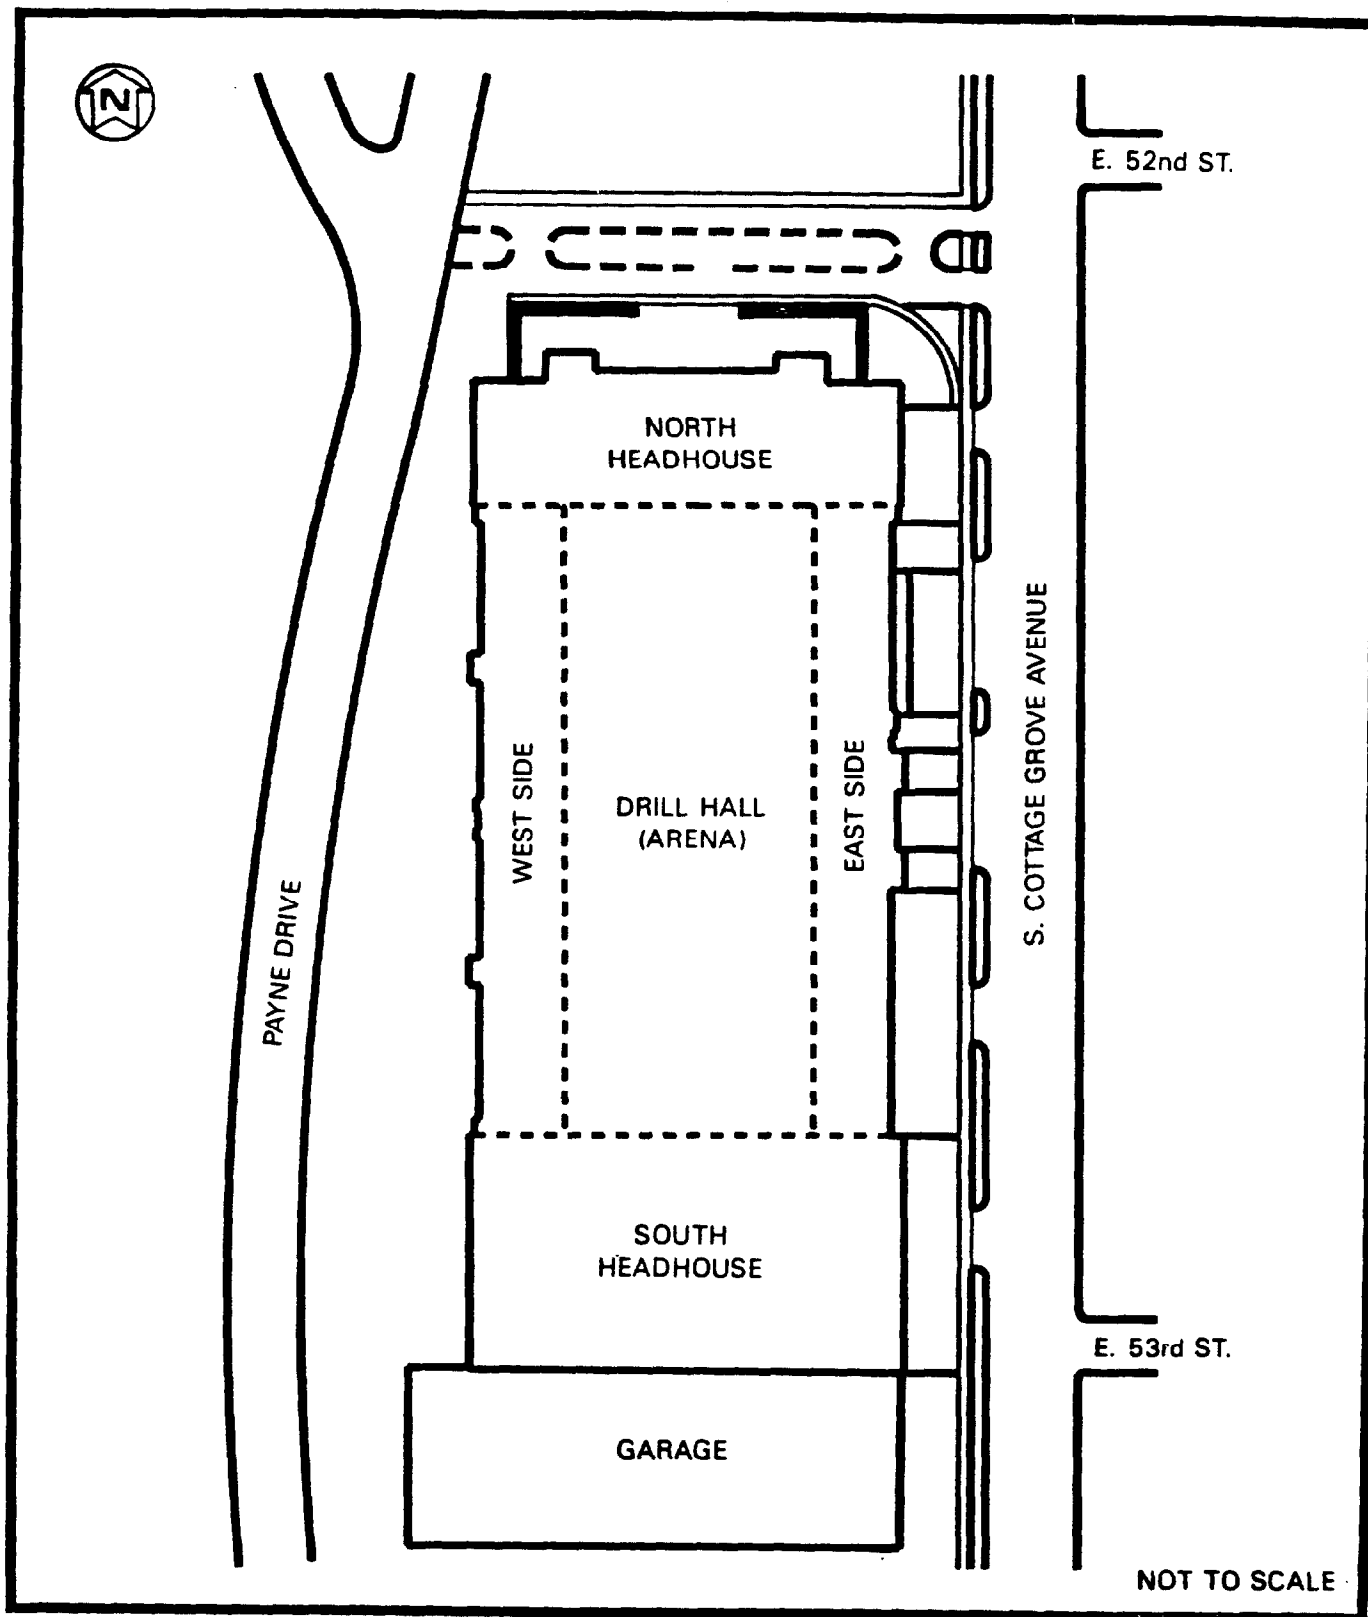 N
E. 52nd ST.
NORTH
HEADHOUSE
S. COTTAGE GROVE AVENUE
WEST SIDE
DRILL HALL
(ARENA)
EAST SIDE
PAYNE DRIVE
SOUTH
HEADHOUSE
E. 53rd ST.
GARAGE
NOT TO SCALE